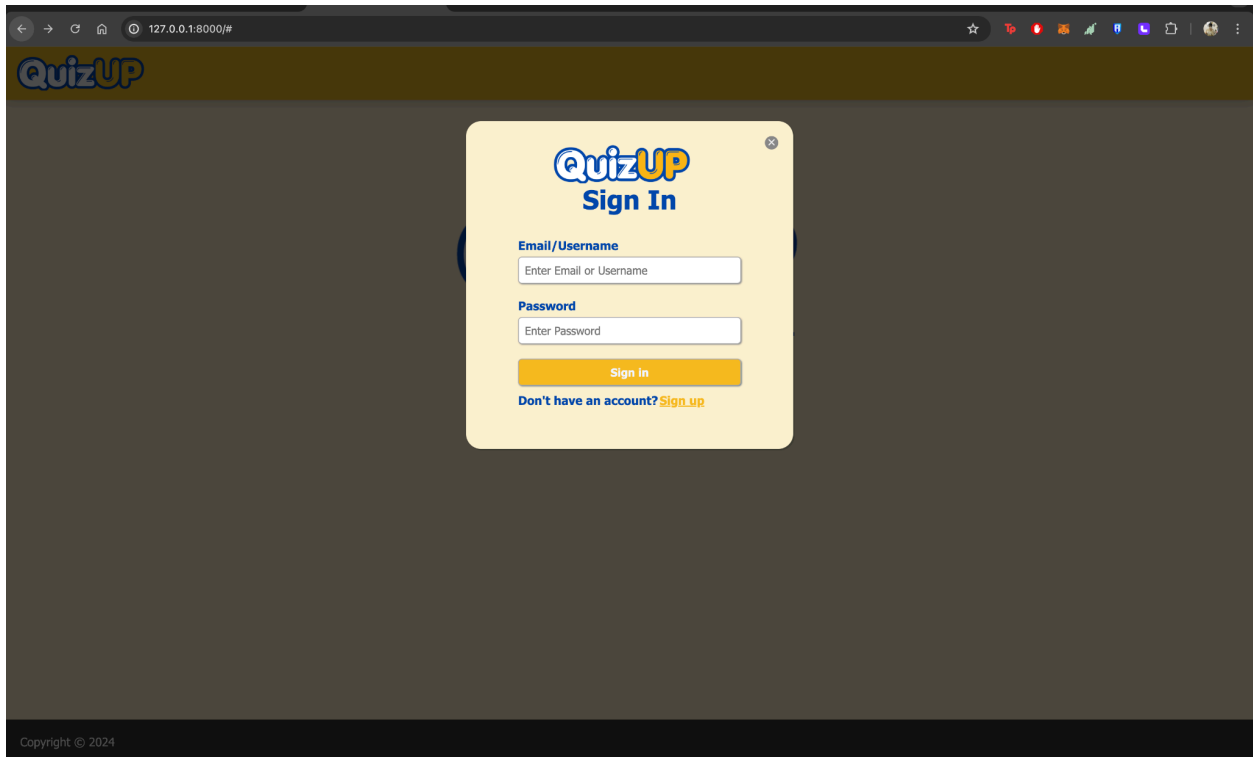 127.0.0.1:8000/#
Tp
QuizUP
QuizUP
Sign In
Email/Username
Enter Email or Username
Password
Enter Password
Sign in
Don't have an account? Sign up
Copyright © 2024